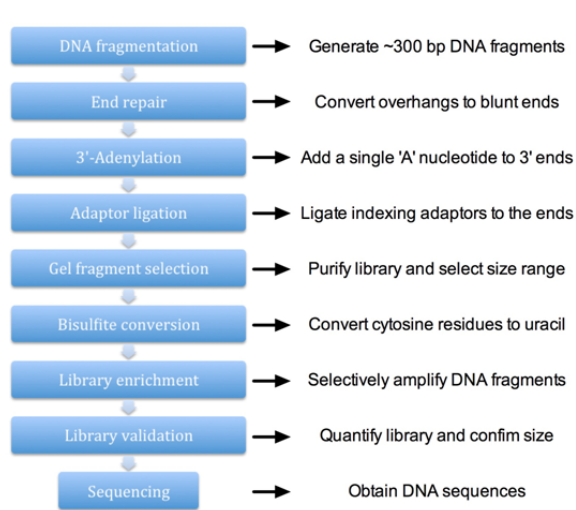 DNA fragmentation
Generate ~300 bp DNA fragments
End repair
Convert overhangs to blunt ends
3'-Adenylation
Add a single 'A' nucleotide to 3' ends
Adaptor ligation
Ligate indexing adaptors to the ends
Gel fragment selection
Purify library and select size range
Bisulfite conversion
Convert cytosine residues to uracil
Library enrichment
Selectively amplify DNA fragments
Library validation
Quantify library and confim size
Sequencing
Obtain DNA sequences